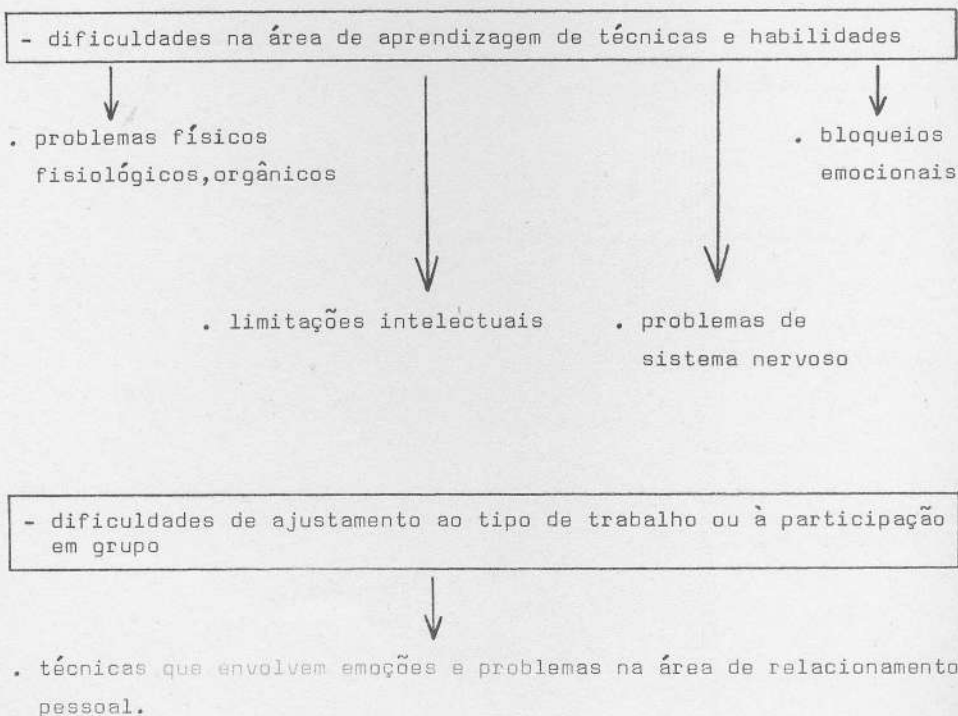 - dificuldades na área de aprendizagem de técnicas e habilidades
. problemas físicos
fisiológicos,orgânicos
. bloqueios
emocionais
. limitações intelectuais
. problemas de
sistema nervoso
- dificuldades de ajustamento ao tipo de trabalho ou à participação
em grupo
. técnicas que envolvem emoções e problemas na área de relacionamento
pessoal.